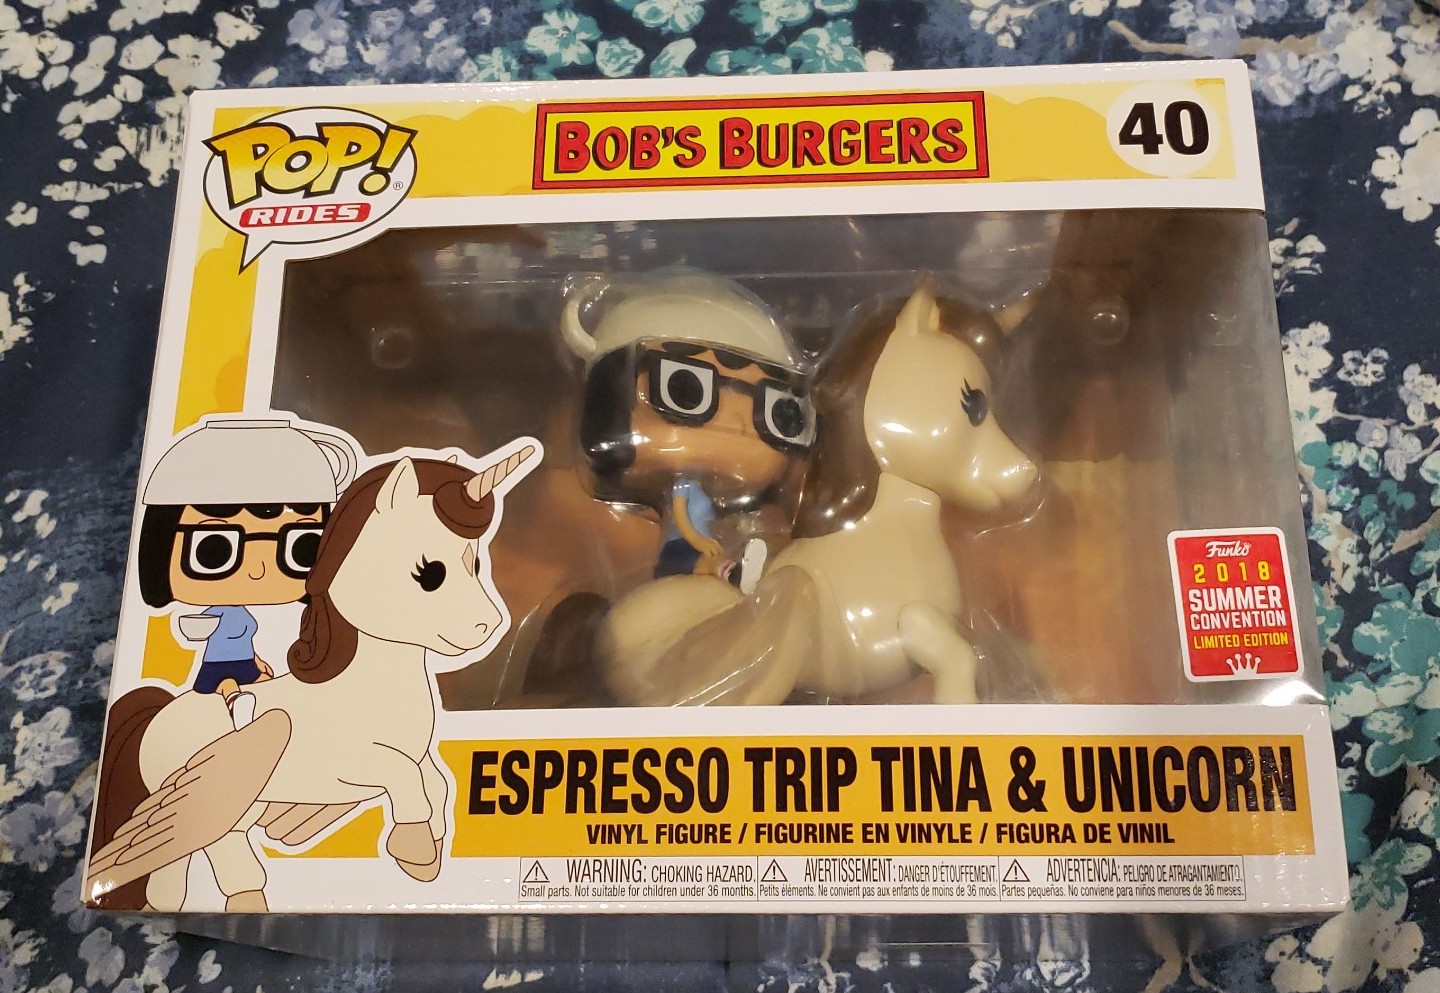 POP!
®
RIDES
BOB'S BURGERS
40
Funko
2018
SUMMER
CONVENTION
LIMITED EDITION
ESPRESSO TRIP TINA & UNICORN
VINYL FIGURE / FIGURINE EN VINYLE / FIGURA DE VINIL
WARNING: CHOKING HAZARD.
Small parts. Not suitable for children under 36 months.
AVERTISSEMENT: DANGER D'ÉTOUFFEMENT.
Petits éléments. Ne convient pas aux enfants de moins de 36 mois.
ADVERTENCIA: PELIGRO DE ATRAGANTAMIENTO.
Partes pequeñas. No conviene para niños menores de 36 meses.